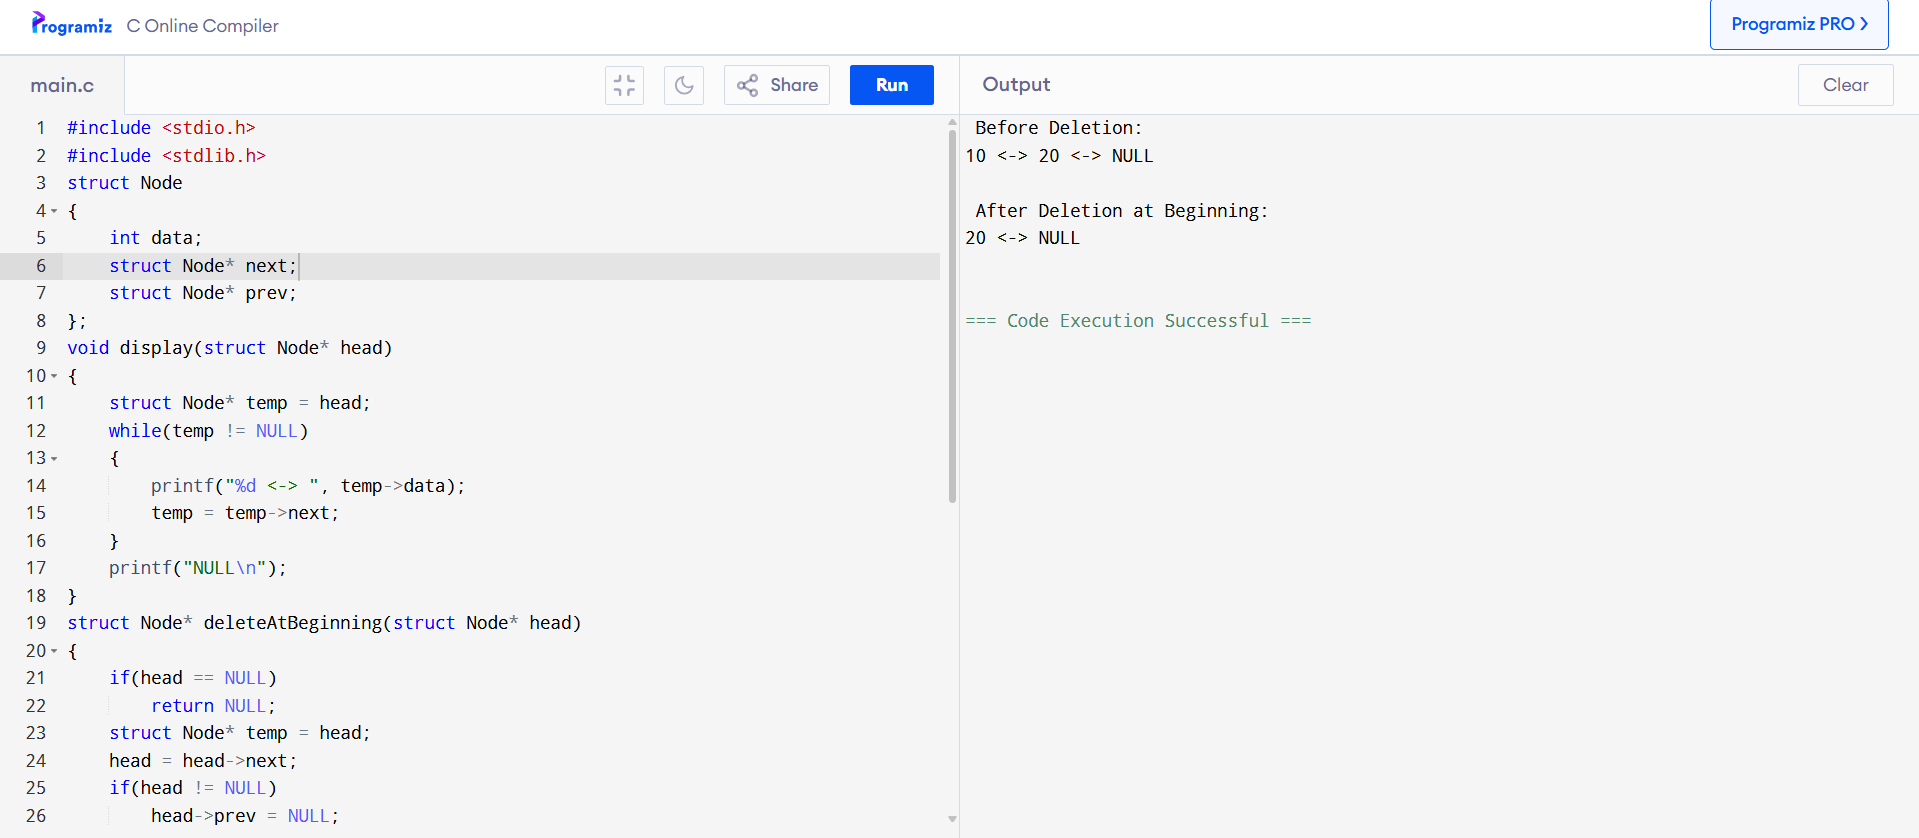 Programiz C Online Compiler
Programiz PRO >
main.c
Share
Run
Output
Clear
1 #include <stdio.h>
2 #include <stdlib.h>
3 struct Node
4 {
5     int data;
6     struct Node* next;
7     struct Node* prev;
8 };
9 void display(struct Node* head)
10 {
11     struct Node* temp = head;
12     while(temp != NULL)
13     {
14         printf("%d <-> ", temp->data);
15         temp = temp->next;
16     }
17     printf("NULL\n");
18 }
19 struct Node* deleteAtBeginning(struct Node* head)
20 {
21     if(head == NULL)
22         return NULL;
23     struct Node* temp = head;
24     head = head->next;
25     if(head != NULL)
26         head->prev = NULL;
Before Deletion:
10 <-> 20 <-> NULL
After Deletion at Beginning:
20 <-> NULL
=== Code Execution Successful ===